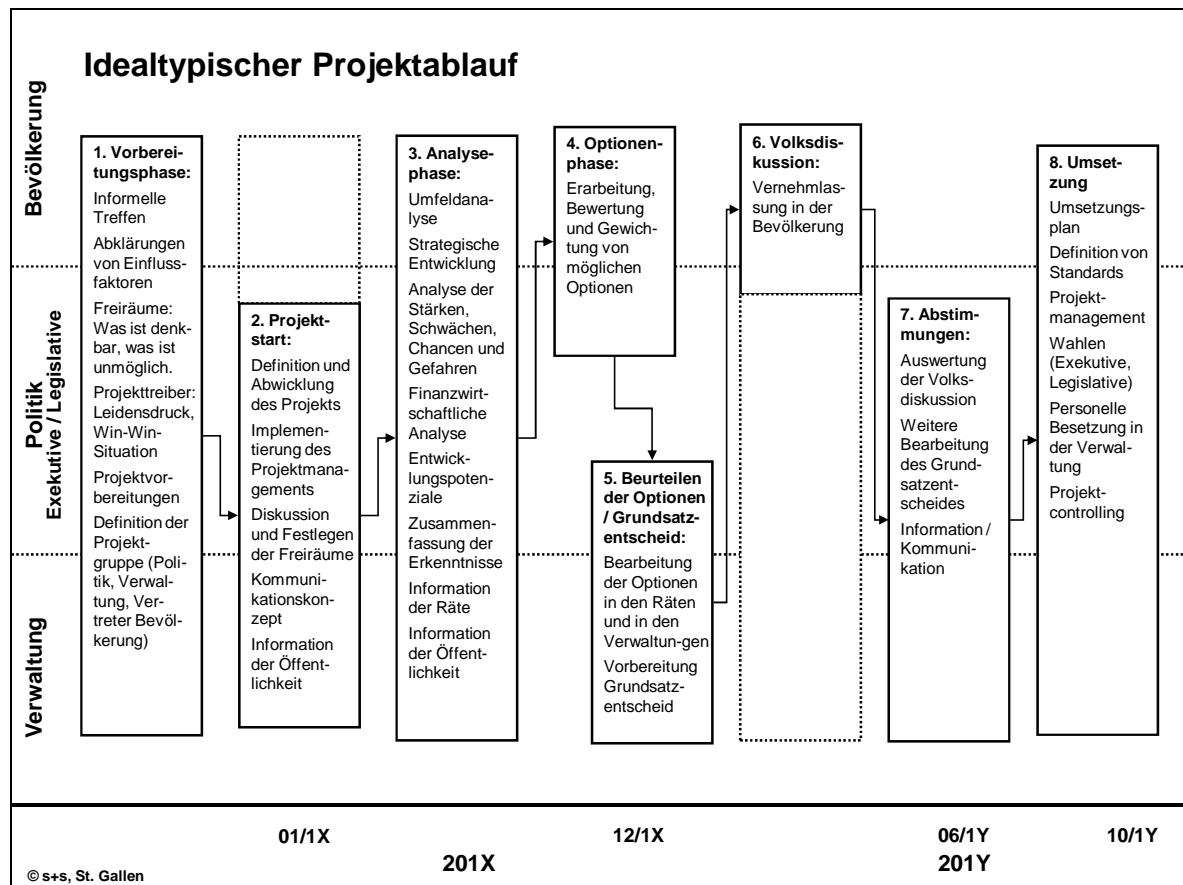 Idealtypischer Projektablauf
Bevölkerung
Politik
Exekutive / Legislative
Verwaltung
1. Vorberei-
tungsphase:
Informelle
Treffen
Abklärungen
von Einfluss-
faktoren
Freiräume:
Was ist denk-
bar, was ist
unmöglich.
Projekttreiber:
Leidensdruck,
Win-Win-
Situation
Projektvor-
bereitungen
Definition der
Projekt-
gruppe (Poli-
tik, Verwal-
tung, Ver-
treter Bevöl-
kerung)
2. Projekt-
start:
Definition und
Abwicklung
des Projekts
Implemen-
tierung des
Projektmana-
gements
Diskussion
und Festlegen
der Freiräume
Kommuni-
kationskon-
zept
Information
der Öffent-
lichkeit
3. Analyse-
phase:
Umfeldana-
lyse
Strategische
Entwicklung
Analyse der
Stärken,
Schwächen,
Chancen und
Gefahren
Finanzwirt-
schaftliche
Analyse
Entwick-
lungspoten-
ziale
Zusammen-
fassung der
Erkenntnisse
Information
der Räte
Information
der Öffent-
lichkeit
4. Optionen-
phase:
Erarbeitung,
Bewertung
und Gewich-
tung von
möglichen
Optionen
5. Beurteilen
der Optionen
/ Grundsatz-
entscheid:
Bearbeitung
der Optionen
in den Räten
und in den
Verwaltun-gen
Vorbereitung
Grundsatz-
entscheid
6. Volksdis-
kussion:
Vernehmlas-
sung in der
Bevölkerung
7. Abstim-
mungen:
Auswertung
der Volks-
diskussion
Weitere
Bearbeitung
des Grund-
satzent-
scheides
Information /
Kommuni-
kation
8. Umset-
zung
Umsetzungs-
plan
Definition von
Standards
Projekt-
management
Wahlen
(Exekutive,
Legislative)
Personelle
Besetzung in
der Verwal-
tung
Projekt-
controlling
01/1X
12/1X
06/1Y
10/1Y
201X
201Y
© s+s, St. Gallen